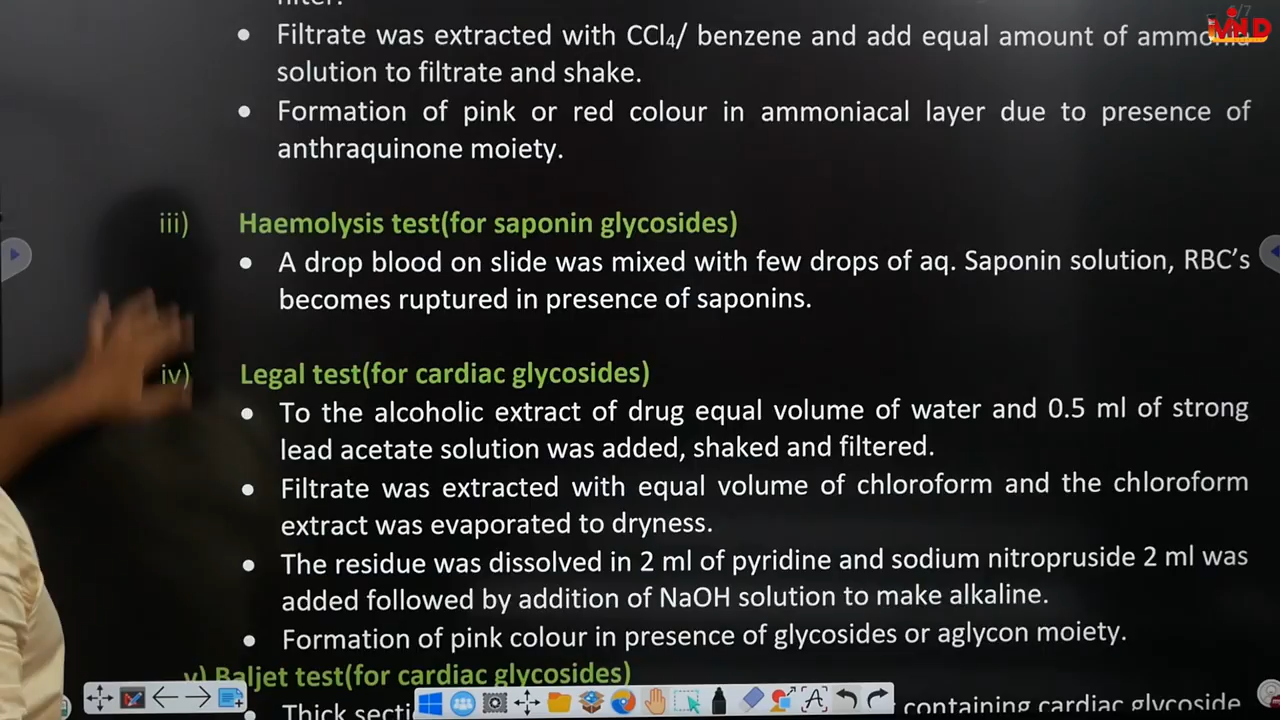 filter.
• Filtrate was extracted with CCl₄/ benzene and add equal amount of
solution to filtrate and shake.
• Formation of pink or red colour in ammoniacal layer due to presence of
anthraquinone moiety.
iii) Haemolysis test(for saponin glycosides)
• A drop blood on slide was mixed with few drops of aq. Saponin solution, RBC's
becomes ruptured in presence of saponins.
iv) Legal test(for cardiac glycosides)
• To the alcoholic extract of drug equal volume of water and 0.5 ml of strong
lead acetate solution was added, shaked and filtered.
• Filtrate was extracted with equal volume of chloroform and the chloroform
extract was evaporated to dryness.
• The residue was dissolved in 2 ml of pyridine and sodium nitropruside 2 ml was
added followed by addition of NaOH solution to make alkaline.
• Formation of pink colour in presence of glycosides or aglycon moiety.
v) Baljet test(for cardiac glycosides)
• Thick containing cardiac glycoside